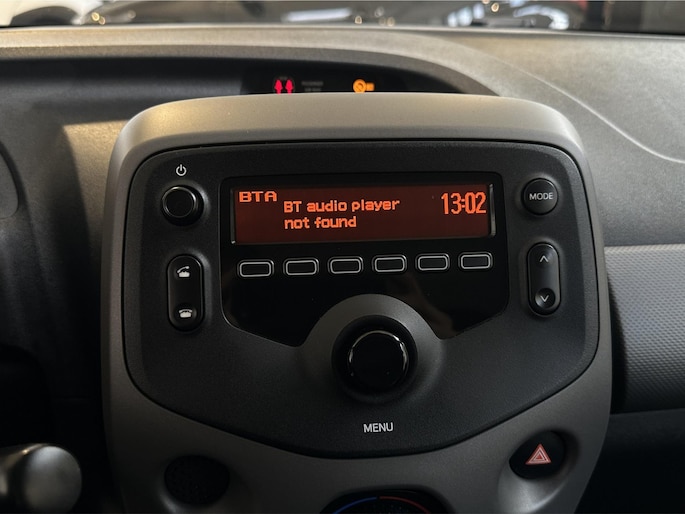 BTA
BT audio player
not found
13:02
MODE
MENU